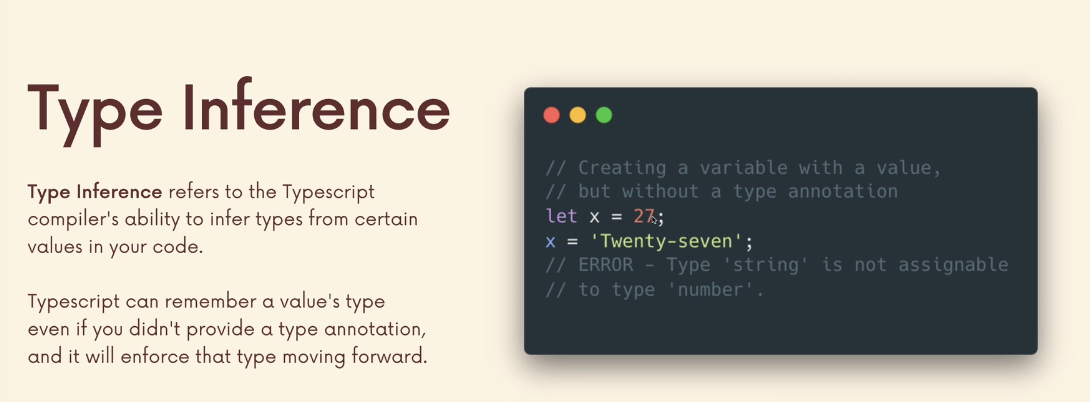 Type Inference
Type Inference refers to the Typescript
compiler's ability to infer types from certain
values in your code.
Typescript can remember a value's type
even if you didn't provide a type annotation,
and it will enforce that type moving forward.
// Creating a variable with a value,
// but without a type annotation
let x = 27;
x = 'Twenty-seven';
// ERROR - Type 'string' is not assignable
// to type 'number'.